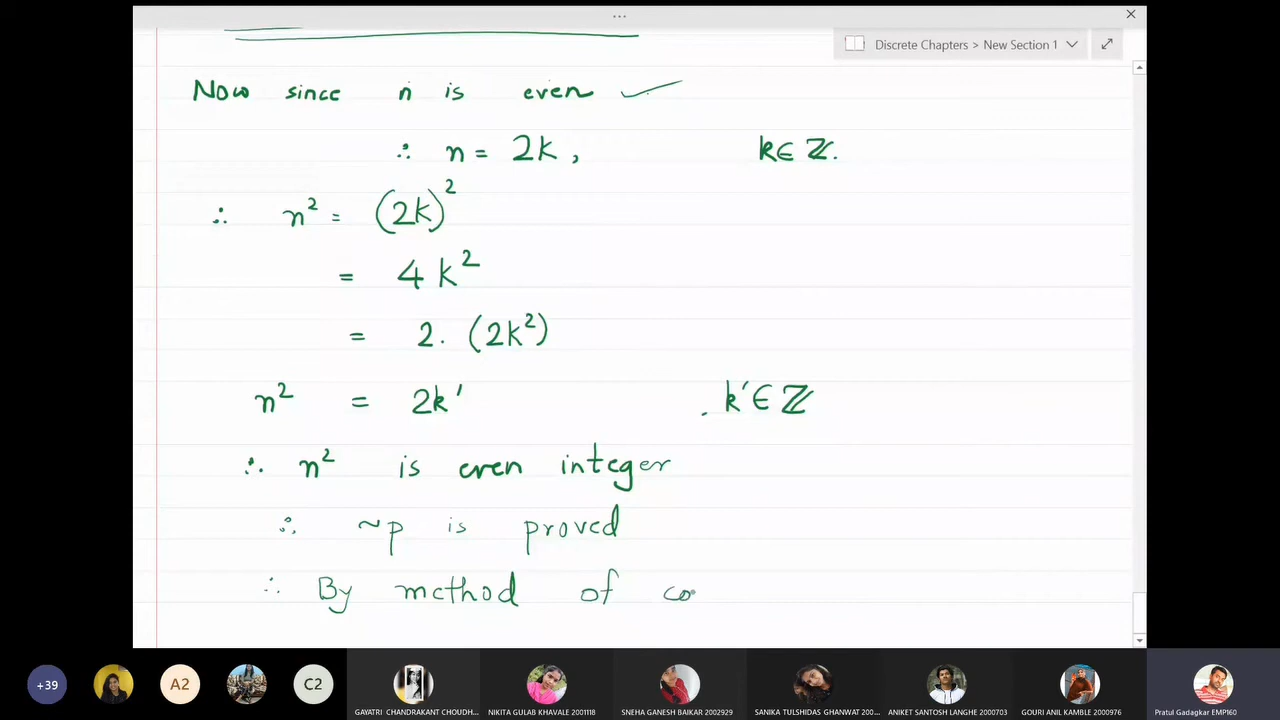 Discrete Chapters > New Section 1
Now since n is even
∴ n = 2k, k ∈ ℤ.
∴ n² = (2k)²
= 4k²
= 2. (2k²)
n² = 2k' k' ∈ ℤ
∴ n² is even integer
∴ ~p is proved
∴ By method of co
+39 A2 C2
GAYATRI CHANDRAKANT CHOUDH... NIKITA GULAB KHAVALE 2001118 SNEHA GANESH BAIKAR 2002929 SANIKA TULSHIDAS GHANWAT 200... ANIKET SANTOSH LANGHE 2000703 GOURI ANIL KAMBLE 2000976 Pratul Gadagkar EMP160